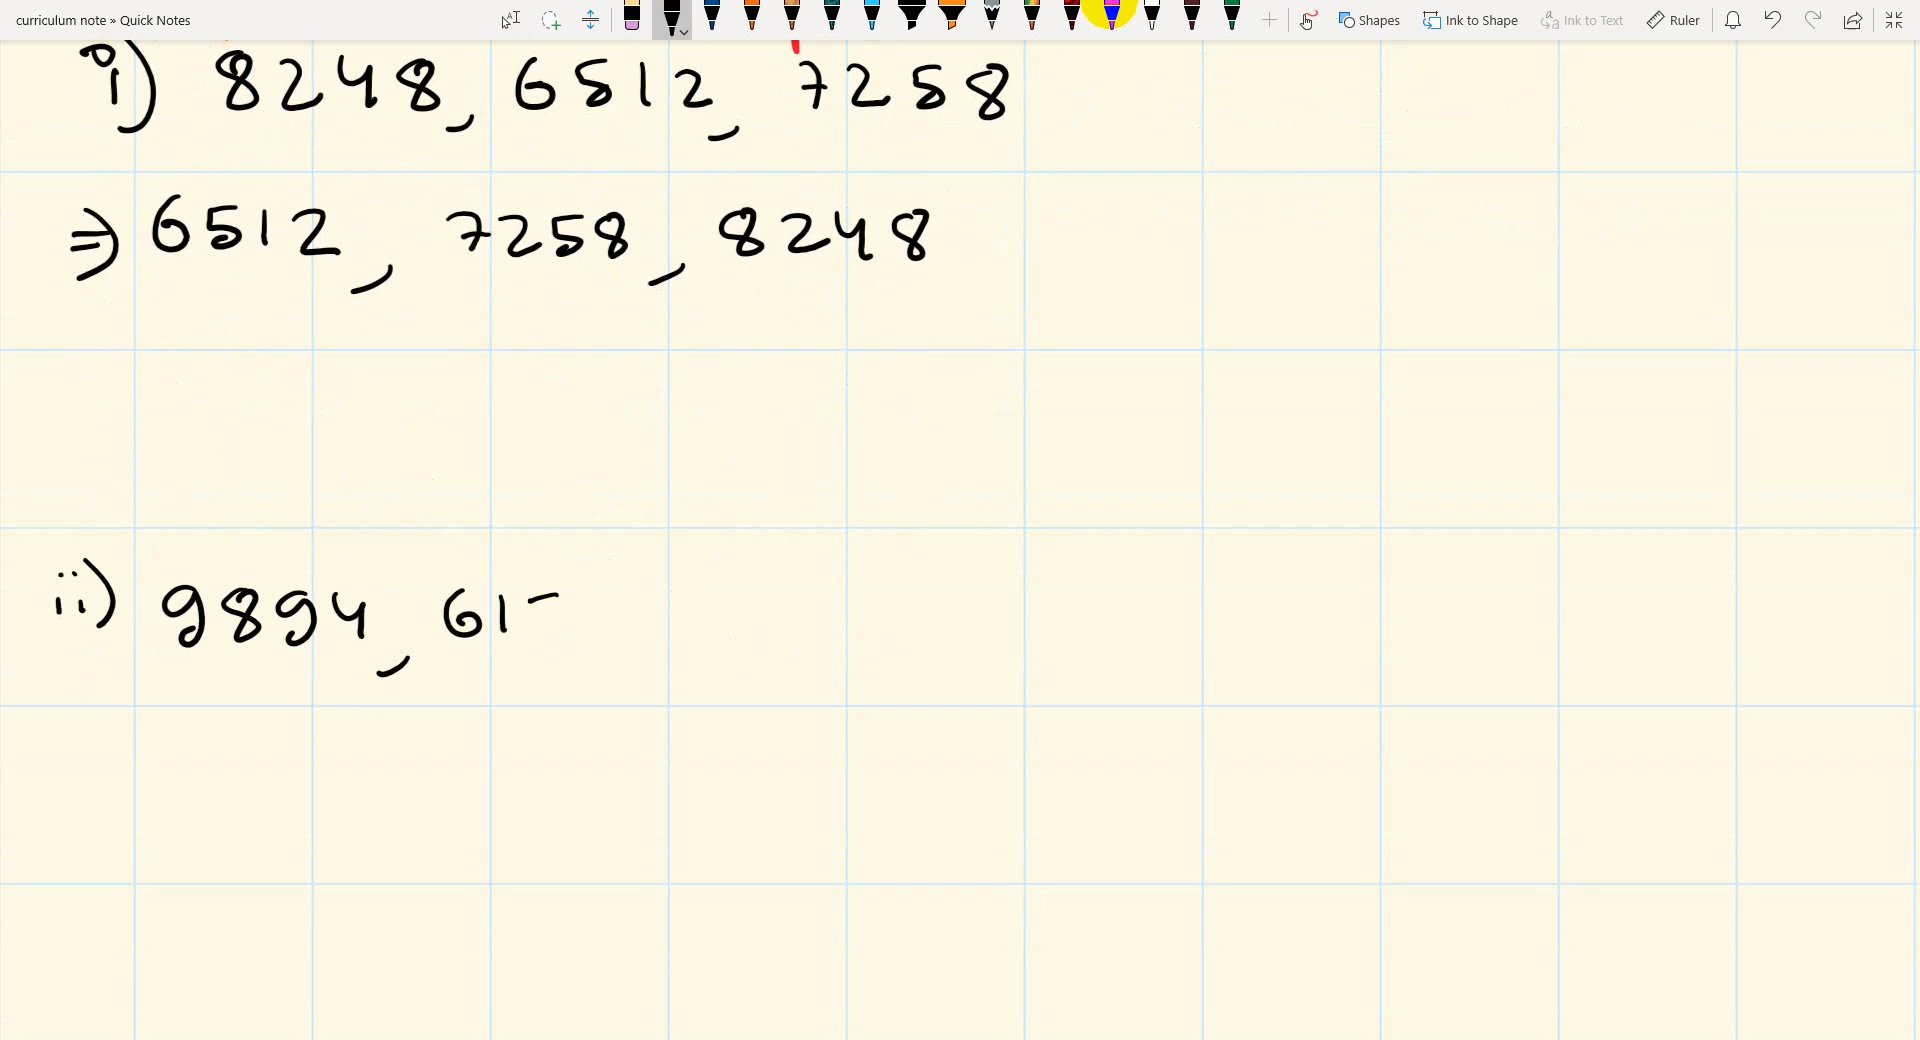 curriculum note » Quick Notes Shapes Ink to Shape Ink to Text Ruler
i) 8248, 6512, 7258
⇒ 6512, 7258, 8248
ii) 9894, 61